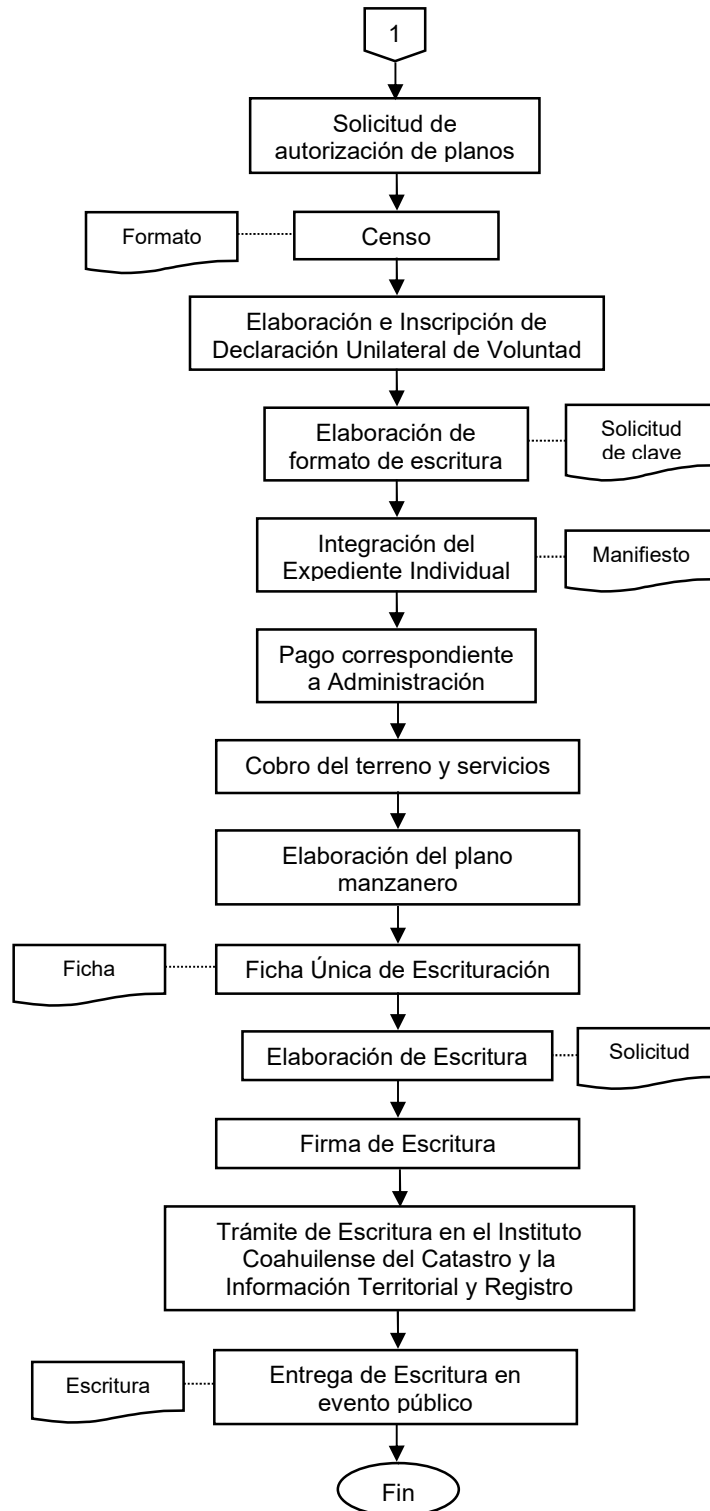 1
Solicitud de
autorización de planos
Formato
Censo
Elaboración e Inscripción de
Declaración Unilateral de Voluntad
Elaboración de
formato de escritura
Solicitud
de clave
Integración del
Expediente Individual
Manifiesto
Pago correspondiente
a Administración
Cobro del terreno y servicios
Elaboración del plano
manzanero
Ficha
Ficha Única de Escrituración
Elaboración de Escritura
Solicitud
Firma de Escritura
Trámite de Escritura en el Instituto
Coahuilense del Catastro y la
Información Territorial y Registro
Escritura
Entrega de Escritura en
evento público
Fin